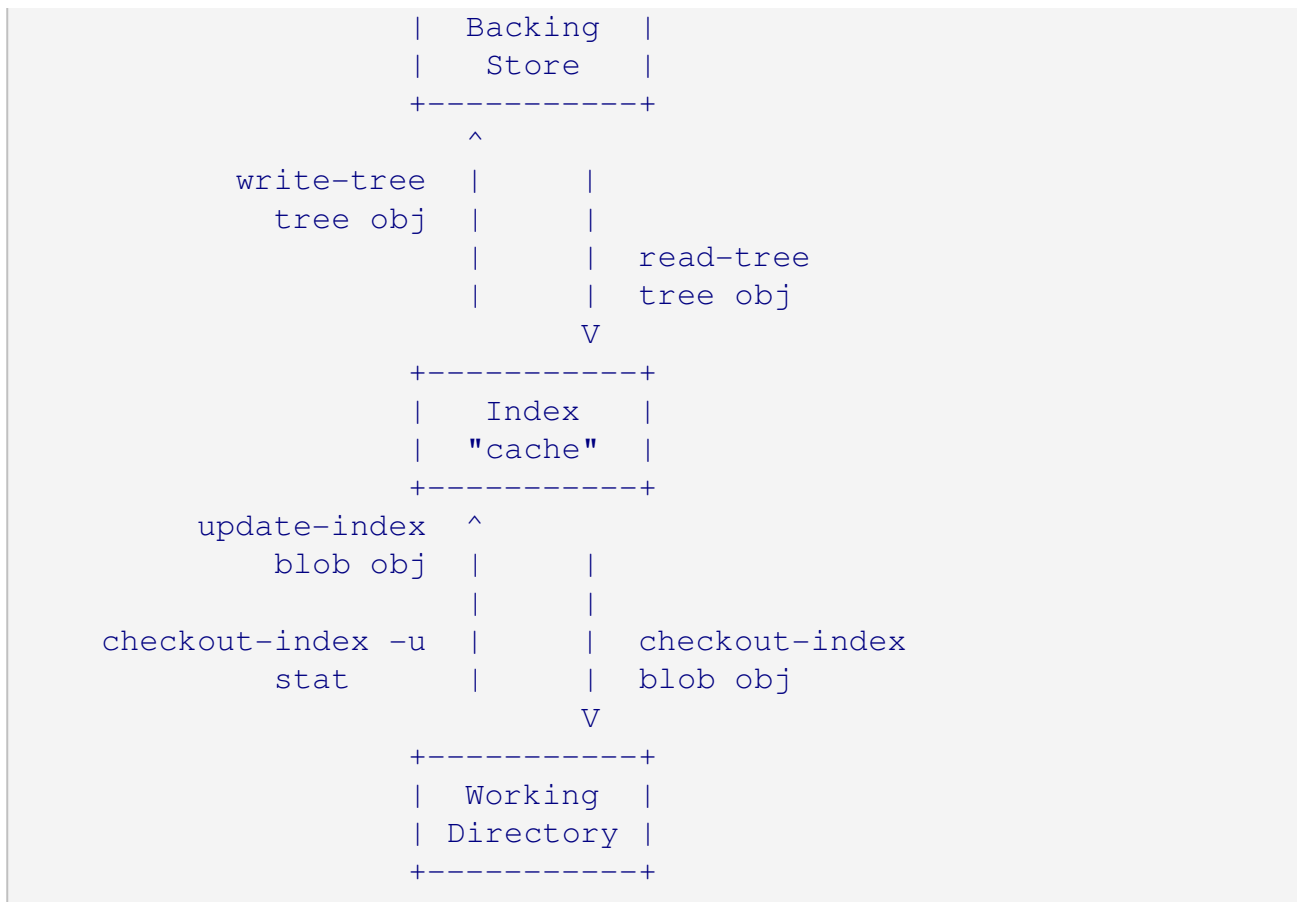 |  Backing  |
|   Store   |
+-----------+
^
write-tree  |     |
tree obj  |     |
|     |  read-tree
|     |  tree obj
V
+-----------+
|   Index   |
|  "cache"  |
+-----------+
update-index  ^
blob obj  |     |
|     |
checkout-index -u  |     |  checkout-index
stat      |     |  blob obj
V
+-----------+
|  Working  |
| Directory |
+-----------+